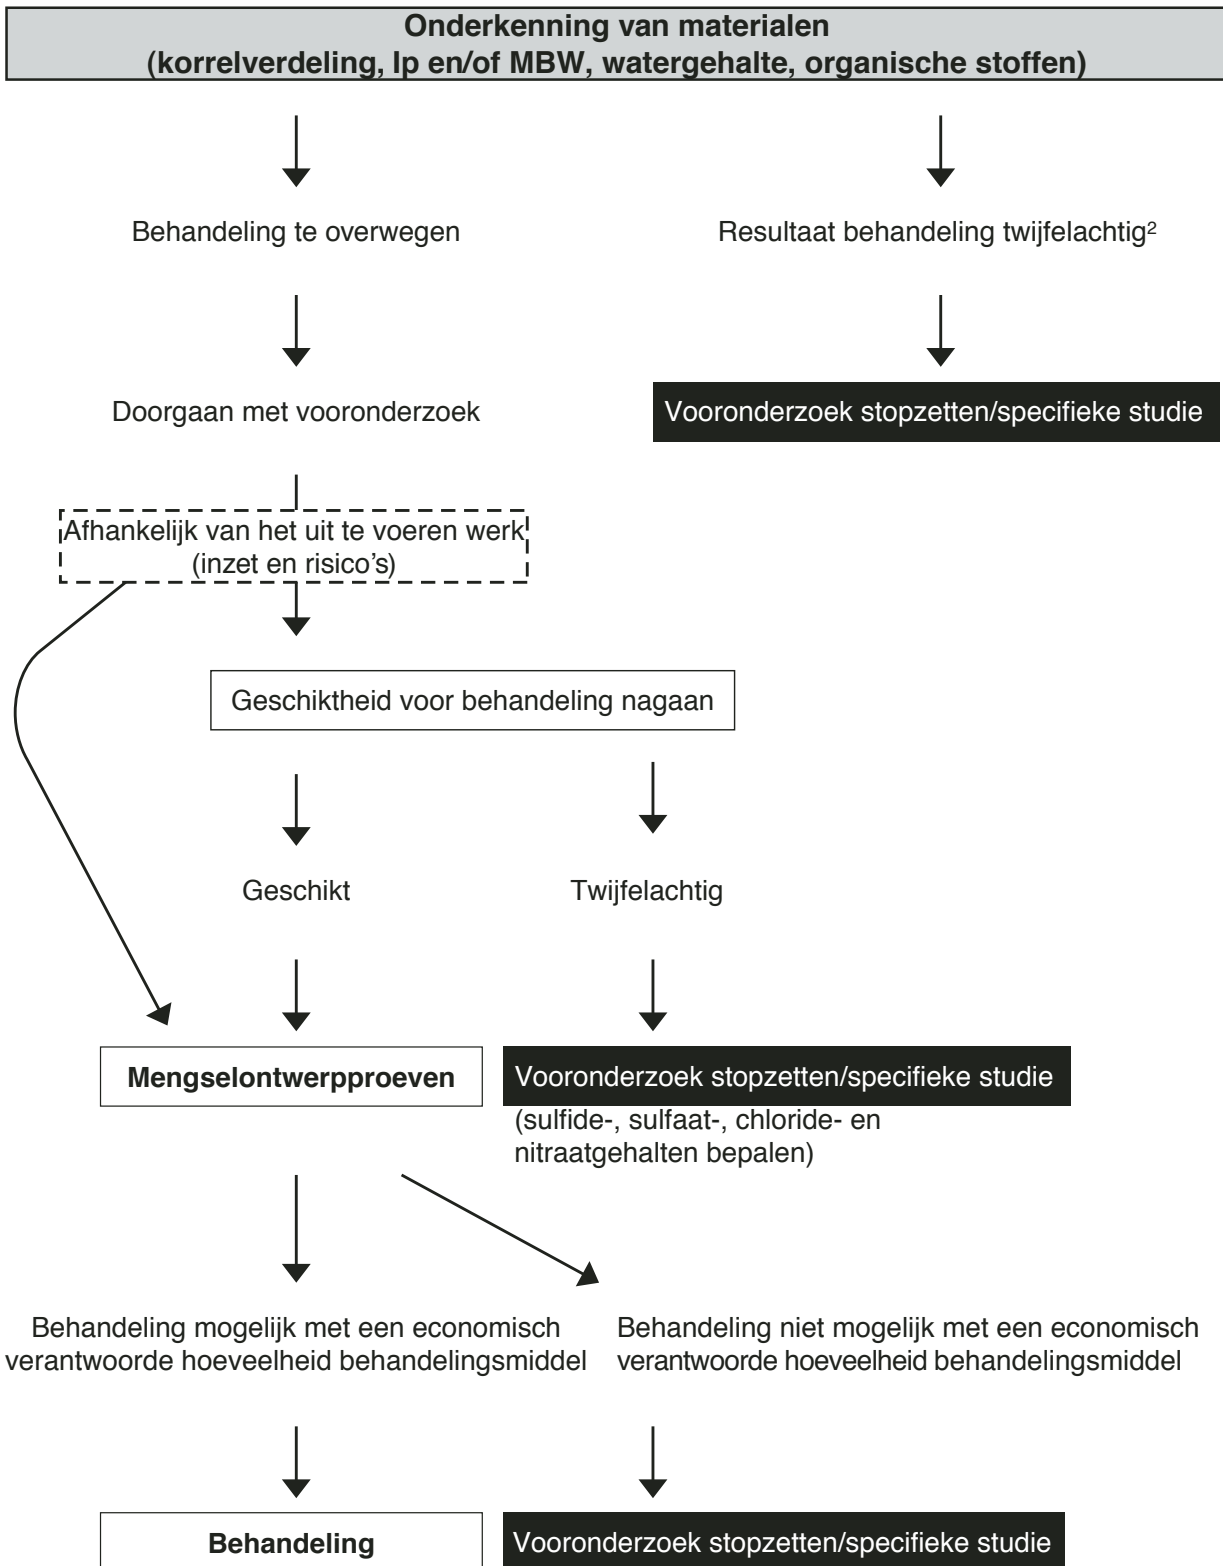 Onderkenning van materialen
(korrelverdeling, Ip en/of MBW, watergehalte, organische stoffen)
Behandeling te overwegen
Resultaat behandeling twijfelachtig²
Doorgaan met vooronderzoek
Vooronderzoek stopzetten/specifieke studie
Afhankelijk van het uit te voeren werk
(inzet en risico’s)
Geschiktheid voor behandeling nagaan
Geschikt
Twijfelachtig
Mengselontwerpproeven
Vooronderzoek stopzetten/specifieke studie
(sulfide-, sulfaat-, chloride- en
nitraatgehalten bepalen)
Behandeling mogelijk met een economisch
verantwoorde hoeveelheid behandelingsmiddel
Behandeling niet mogelijk met een economisch
verantwoorde hoeveelheid behandelingsmiddel
Behandeling
Vooronderzoek stopzetten/specifieke studie